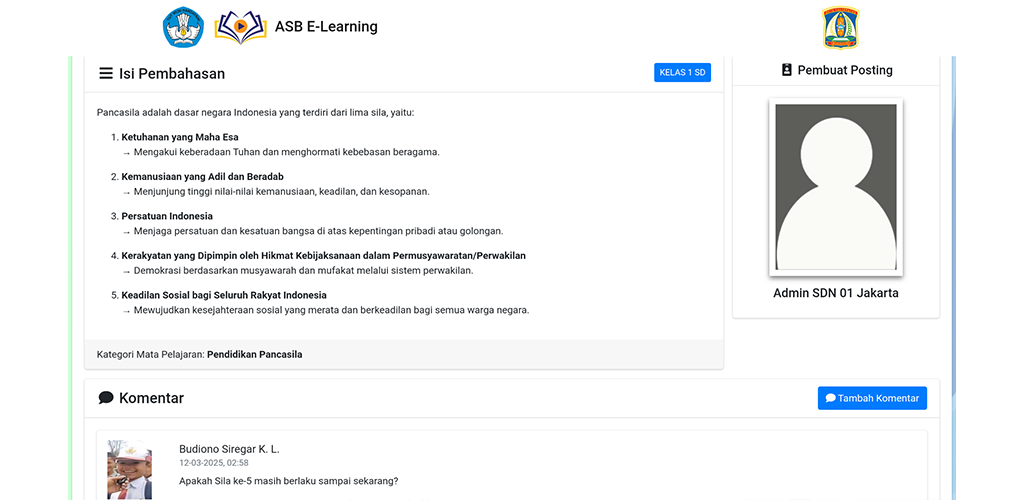 ASB E-Learning
Isi Pembahasan
KELAS 1 SD
Pancasila adalah dasar negara Indonesia yang terdiri dari lima sila, yaitu:
1. Ketuhanan yang Maha Esa
→ Mengakui keberadaan Tuhan dan menghormati kebebasan beragama.
2. Kemanusiaan yang Adil dan Beradab
→ Menjunjung tinggi nilai-nilai kemanusiaan, keadilan, dan kesopanan.
3. Persatuan Indonesia
→ Menjaga persatuan dan kesatuan bangsa di atas kepentingan pribadi atau golongan.
4. Kerakyatan yang Dipimpin oleh Hikmat Kebijaksanaan dalam Permusyawaratan/Perwakilan
→ Demokrasi berdasarkan musyawarah dan mufakat melalui sistem perwakilan.
5. Keadilan Sosial bagi Seluruh Rakyat Indonesia
→ Mewujudkan kesejahteraan sosial yang merata dan berkeadilan bagi semua warga negara.
Kategori Mata Pelajaran: Pendidikan Pancasila
Pembuat Posting
Admin SDN 01 Jakarta
Komentar
Tambah Komentar
Budiono Siregar K. L.
12-03-2025, 02:58
Apakah Sila ke-5 masih berlaku sampai sekarang?